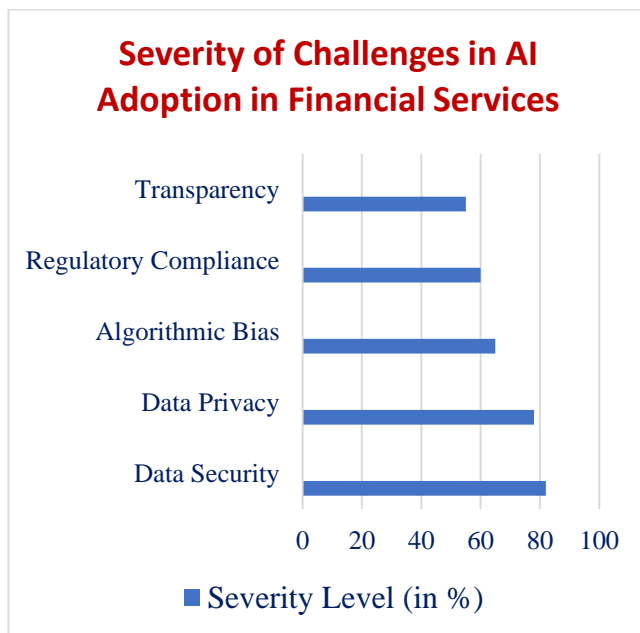 Severity of Challenges in AI
Adoption in Financial Services
Transparency
Regulatory Compliance
Algorithmic Bias
Data Privacy
Data Security
0 20 40 60 80 100
Severity Level (in %)